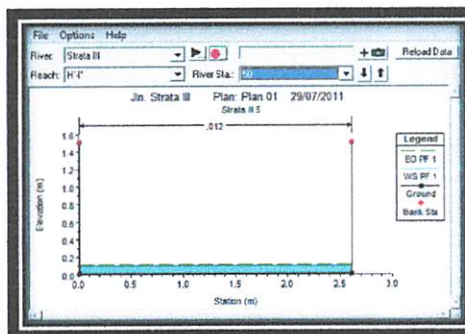 File Options Help
River: Strata III Reload Data
Reach: River Sta.: 50
Jln. Strata III Plan: Plan 01 29/07/2011
Strata III 5
.012
Legend
EG PF 1
WS PF 1
Ground
Bank Sta
Elevation (m)
1.6
1.4
1.2
1.0
0.8
0.6
0.4
0.2
0.0
0.0 0.5 1.0 1.5 2.0 2.5 3.0
Station (m)